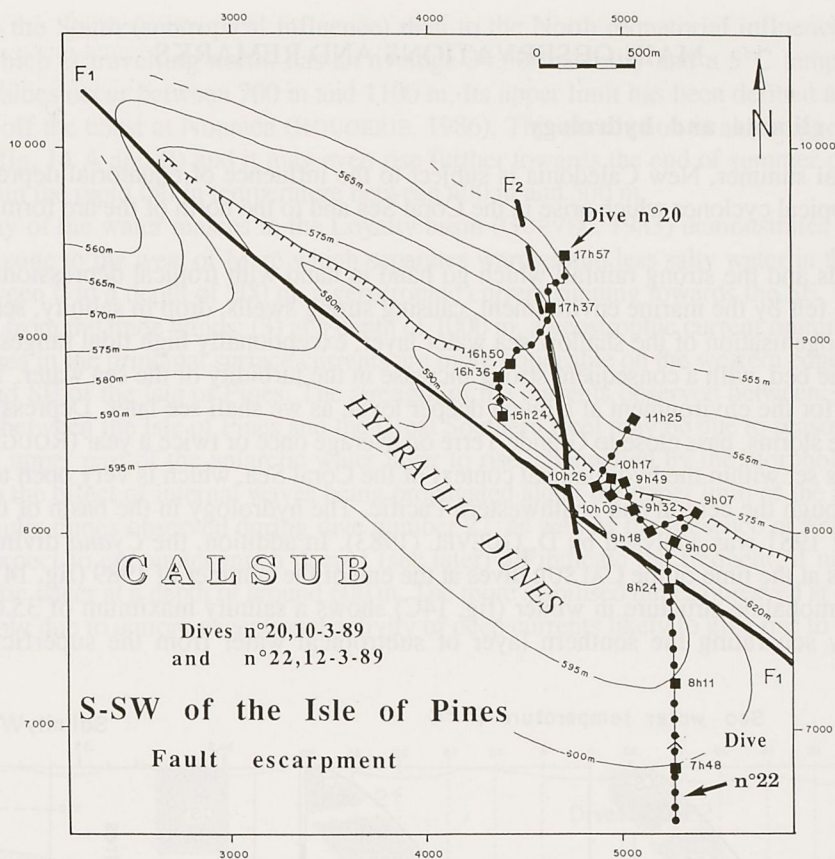 3000 4000 5000
0 500m
F1
N
10 000 10 000
565m
F2
575m
Dive n°20
17h57
560m
565m
580m
17h37
570m
9000 9000
575m
16h50
16h36
580m
590m
555m
15h24
590m
11h25
565m
595m
10h17
10h26 9h49
9h07
10h09 9h32
575m
8000 8000
9h18
9h00
HYDRAULIC DUNES
CALSUB
8h24
620m
Dives n°20,10-3-89
and n°22,12-3-89
595m
F1
8h11
S-SW of the Isle of Pines
7000 7000
Dive
Fault escarpment
600m
7h48
n°22
3000 4000 5000